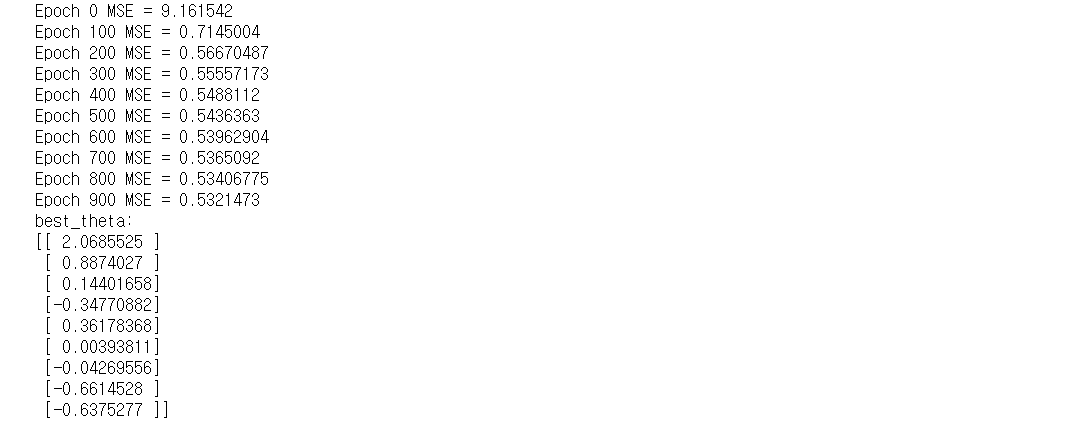 Epoch 0 MSE = 9.161542
Epoch 100 MSE = 0.7145004
Epoch 200 MSE = 0.56670487
Epoch 300 MSE = 0.55557173
Epoch 400 MSE = 0.5488112
Epoch 500 MSE = 0.5436363
Epoch 600 MSE = 0.53962904
Epoch 700 MSE = 0.5365092
Epoch 800 MSE = 0.53406775
Epoch 900 MSE = 0.5321473
best_theta:
[[ 2.0685525 ]
[ 0.8874027 ]
[ 0.14401658]
[-0.34770882]
[ 0.36178368]
[ 0.00393811]
[-0.04269556]
[-0.6614528 ]
[-0.6375277 ]]